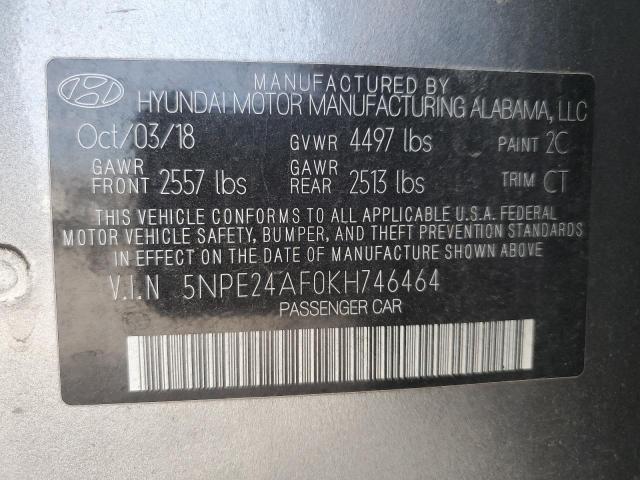 MANUFACTURED BY
HYUNDAI MOTOR MANUFACTURING ALABAMA, LLC
Oct/03/18 GVWR 4497 lbs PAINT 2C
GAWR GAWR
FRONT 2557 lbs REAR 2513 lbs TRIM CT
THIS VEHICLE CONFORMS TO ALL APPLICABLE U.S.A. FEDERAL
MOTOR VEHICLE SAFETY, BUMPER, AND THEFT PREVENTION STANDARDS
IN EFFECT ON THE DATE OF MANUFACTURE SHOWN ABOVE.
V.I.N 5NPE24AF0KH746464
PASSENGER CAR